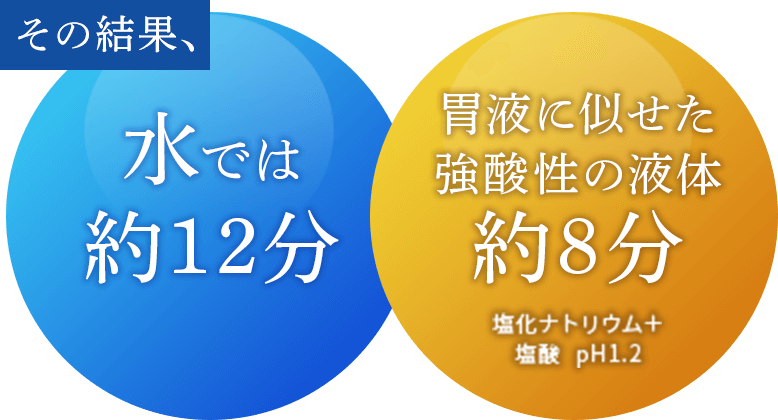 その結果、
水では
約12分
胃液に似せた
強酸性の液体
約8分
塩化ナトリウム＋
塩酸 pH1.2